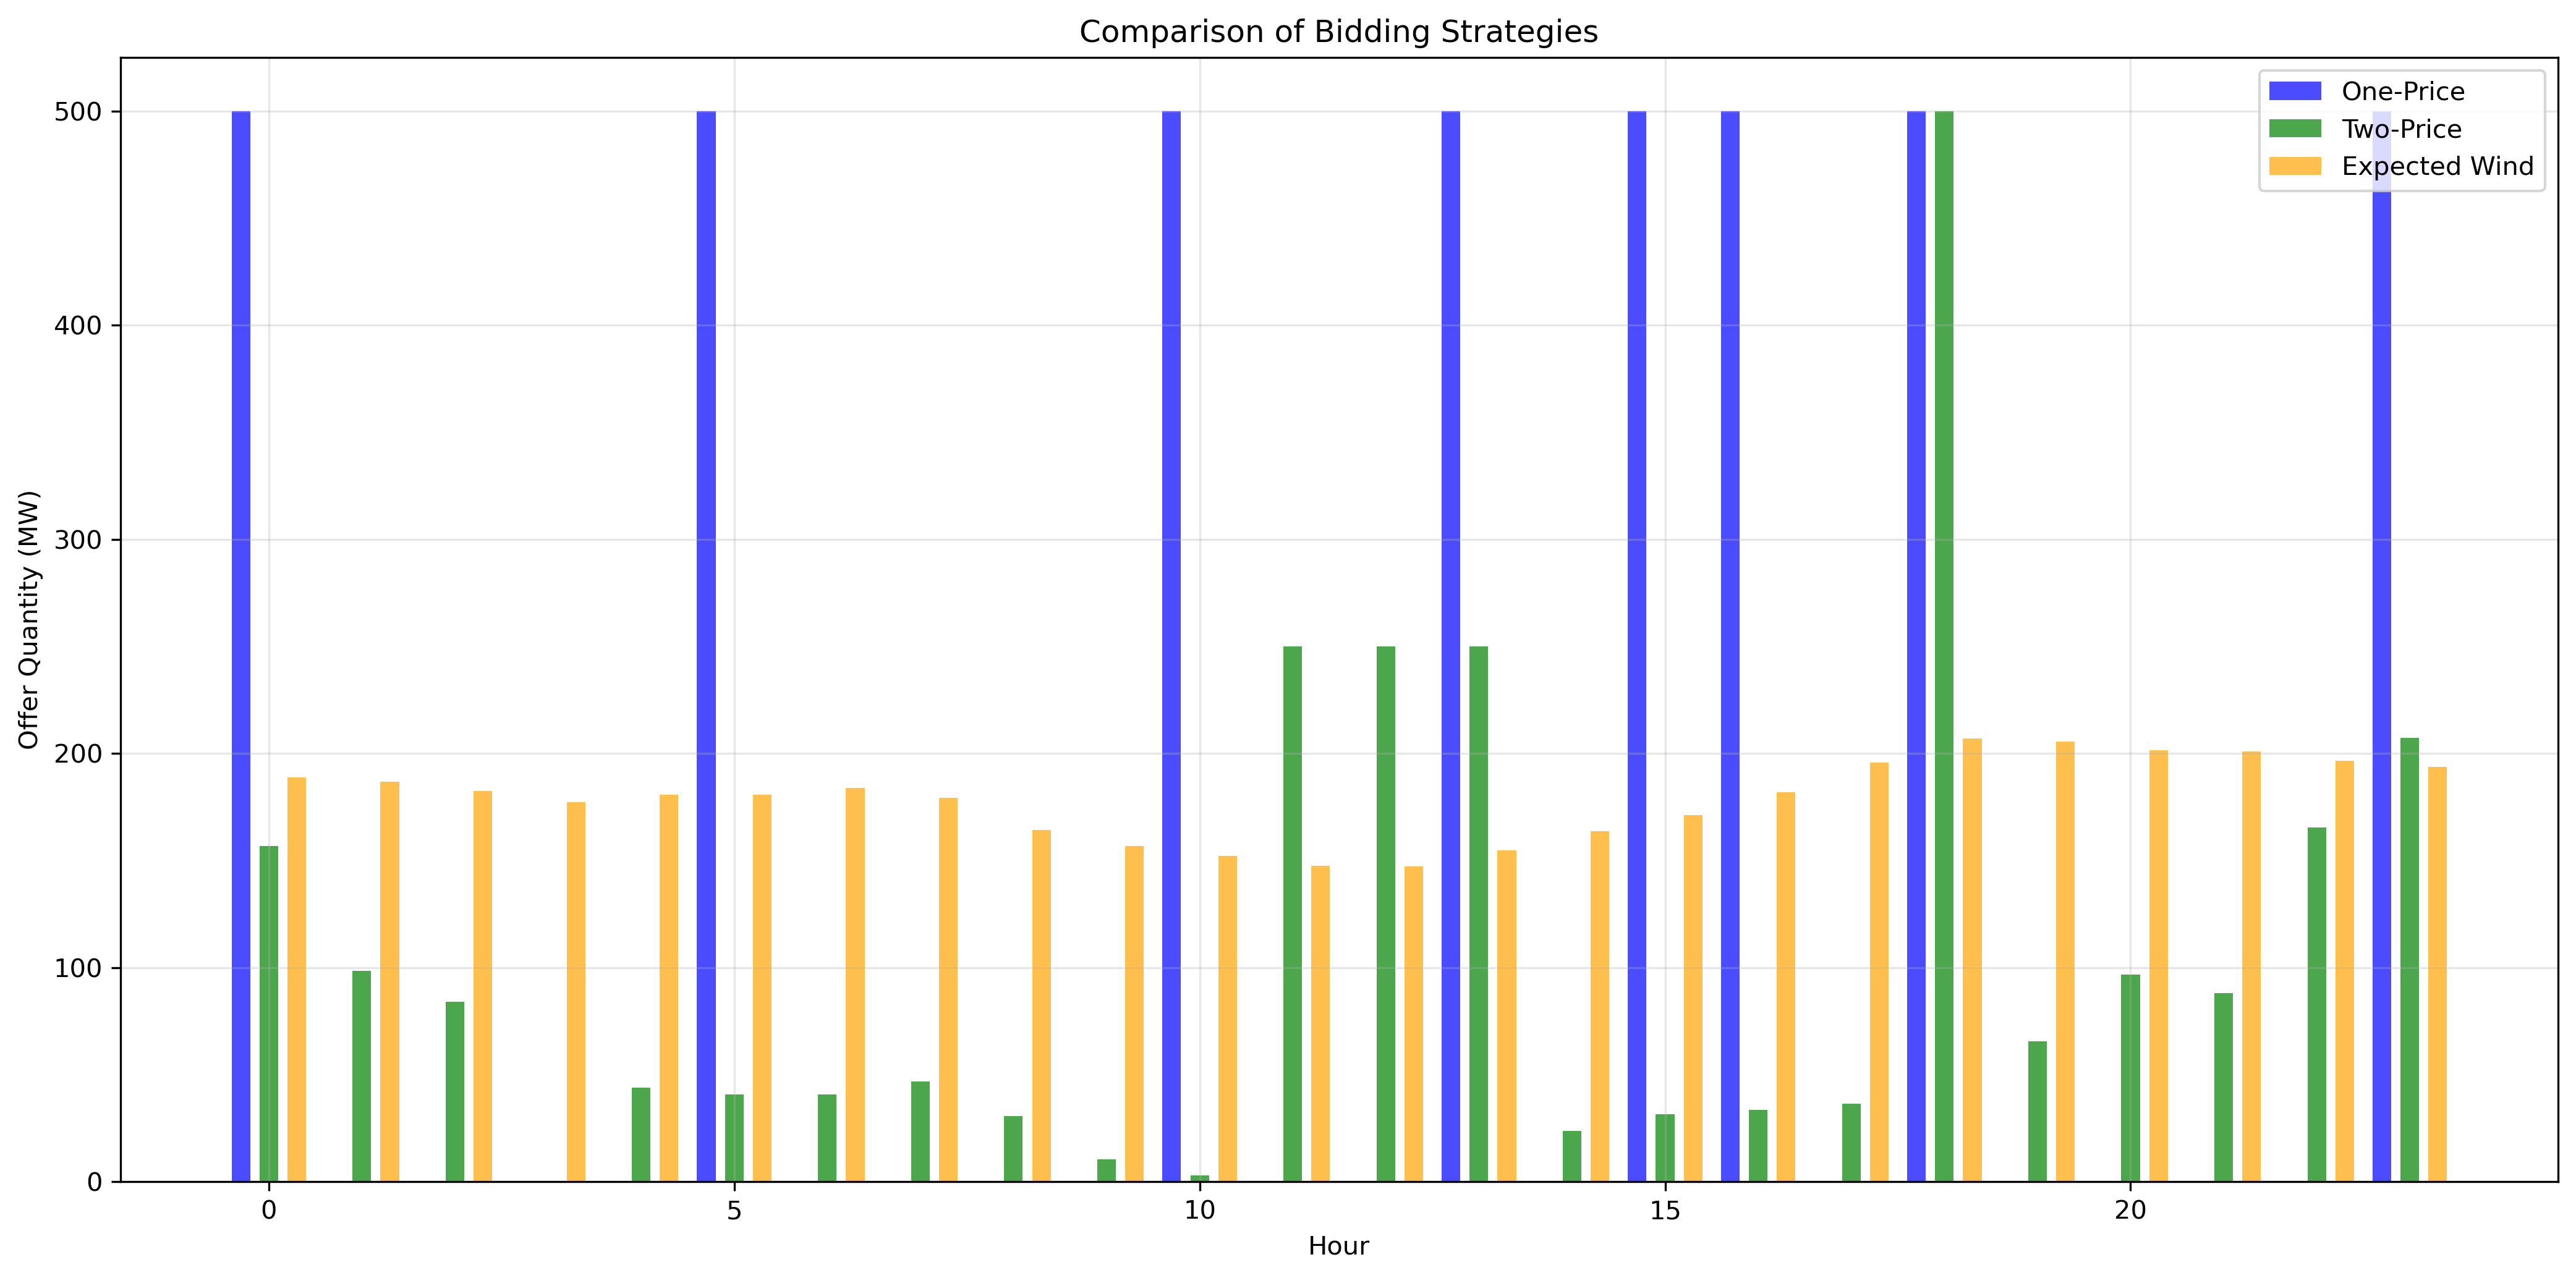 Comparison of Bidding Strategies
One-Price
Two-Price
Expected Wind
Offer Quantity (MW)
500
400
300
200
100
0
0 5 10 15 20
Hour